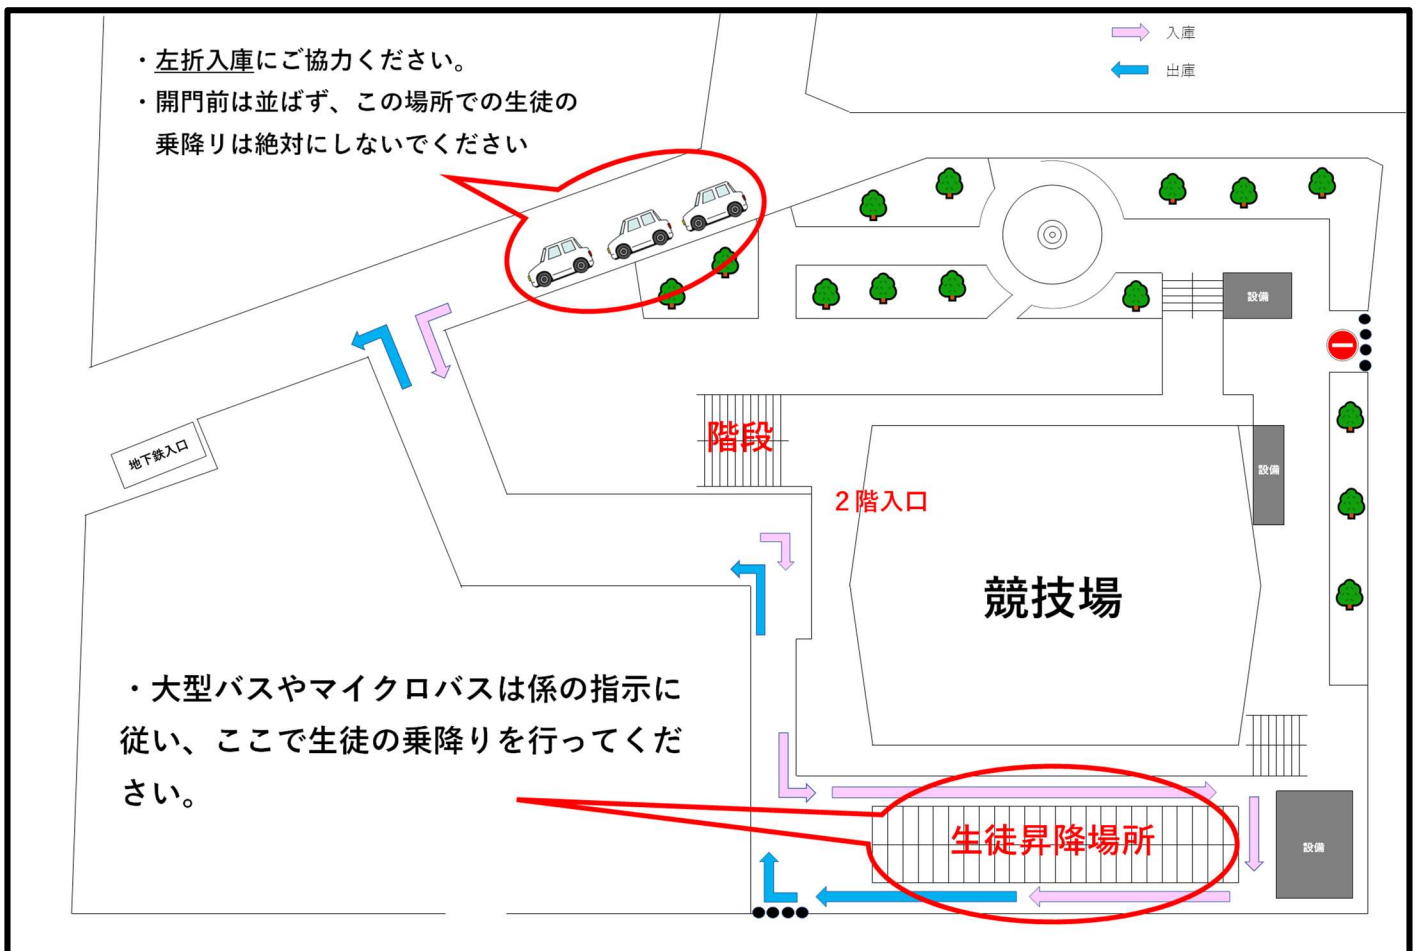 ・左折入庫にご協力ください。
・開門前は並ばず、この場所での生徒の
乗降りは絶対にしないでください
入庫
出庫
設備
地下鉄入口
階段
２階入口
設備
競技場
・大型バスやマイクロバスは係の指示に
従い、ここで生徒の乗降りを行ってくだ
さい。
生徒昇降場所
設備